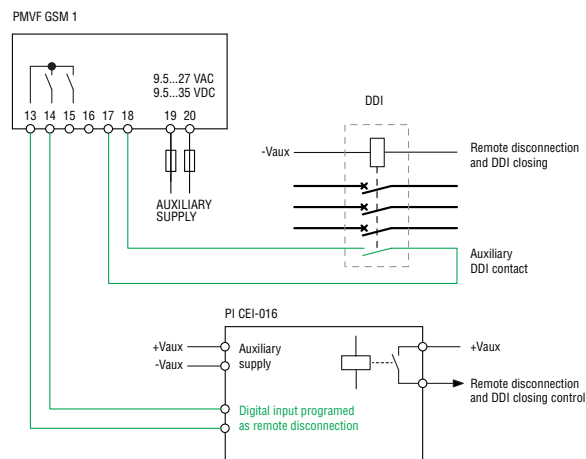 PMVF GSM 1
9.5...27 VAC
9.5...35 VDC
13 14 15 16 17 18 19 20
AUXILIARY
SUPPLY
DDI
-Vaux
Remote disconnection
and DDI closing
Auxiliary
DDI contact
PI CEI-016
+Vaux
-Vaux
Auxiliary
supply
+Vaux
Remote disconnection
and DDI closing control
Digital input programed
as remote disconnection